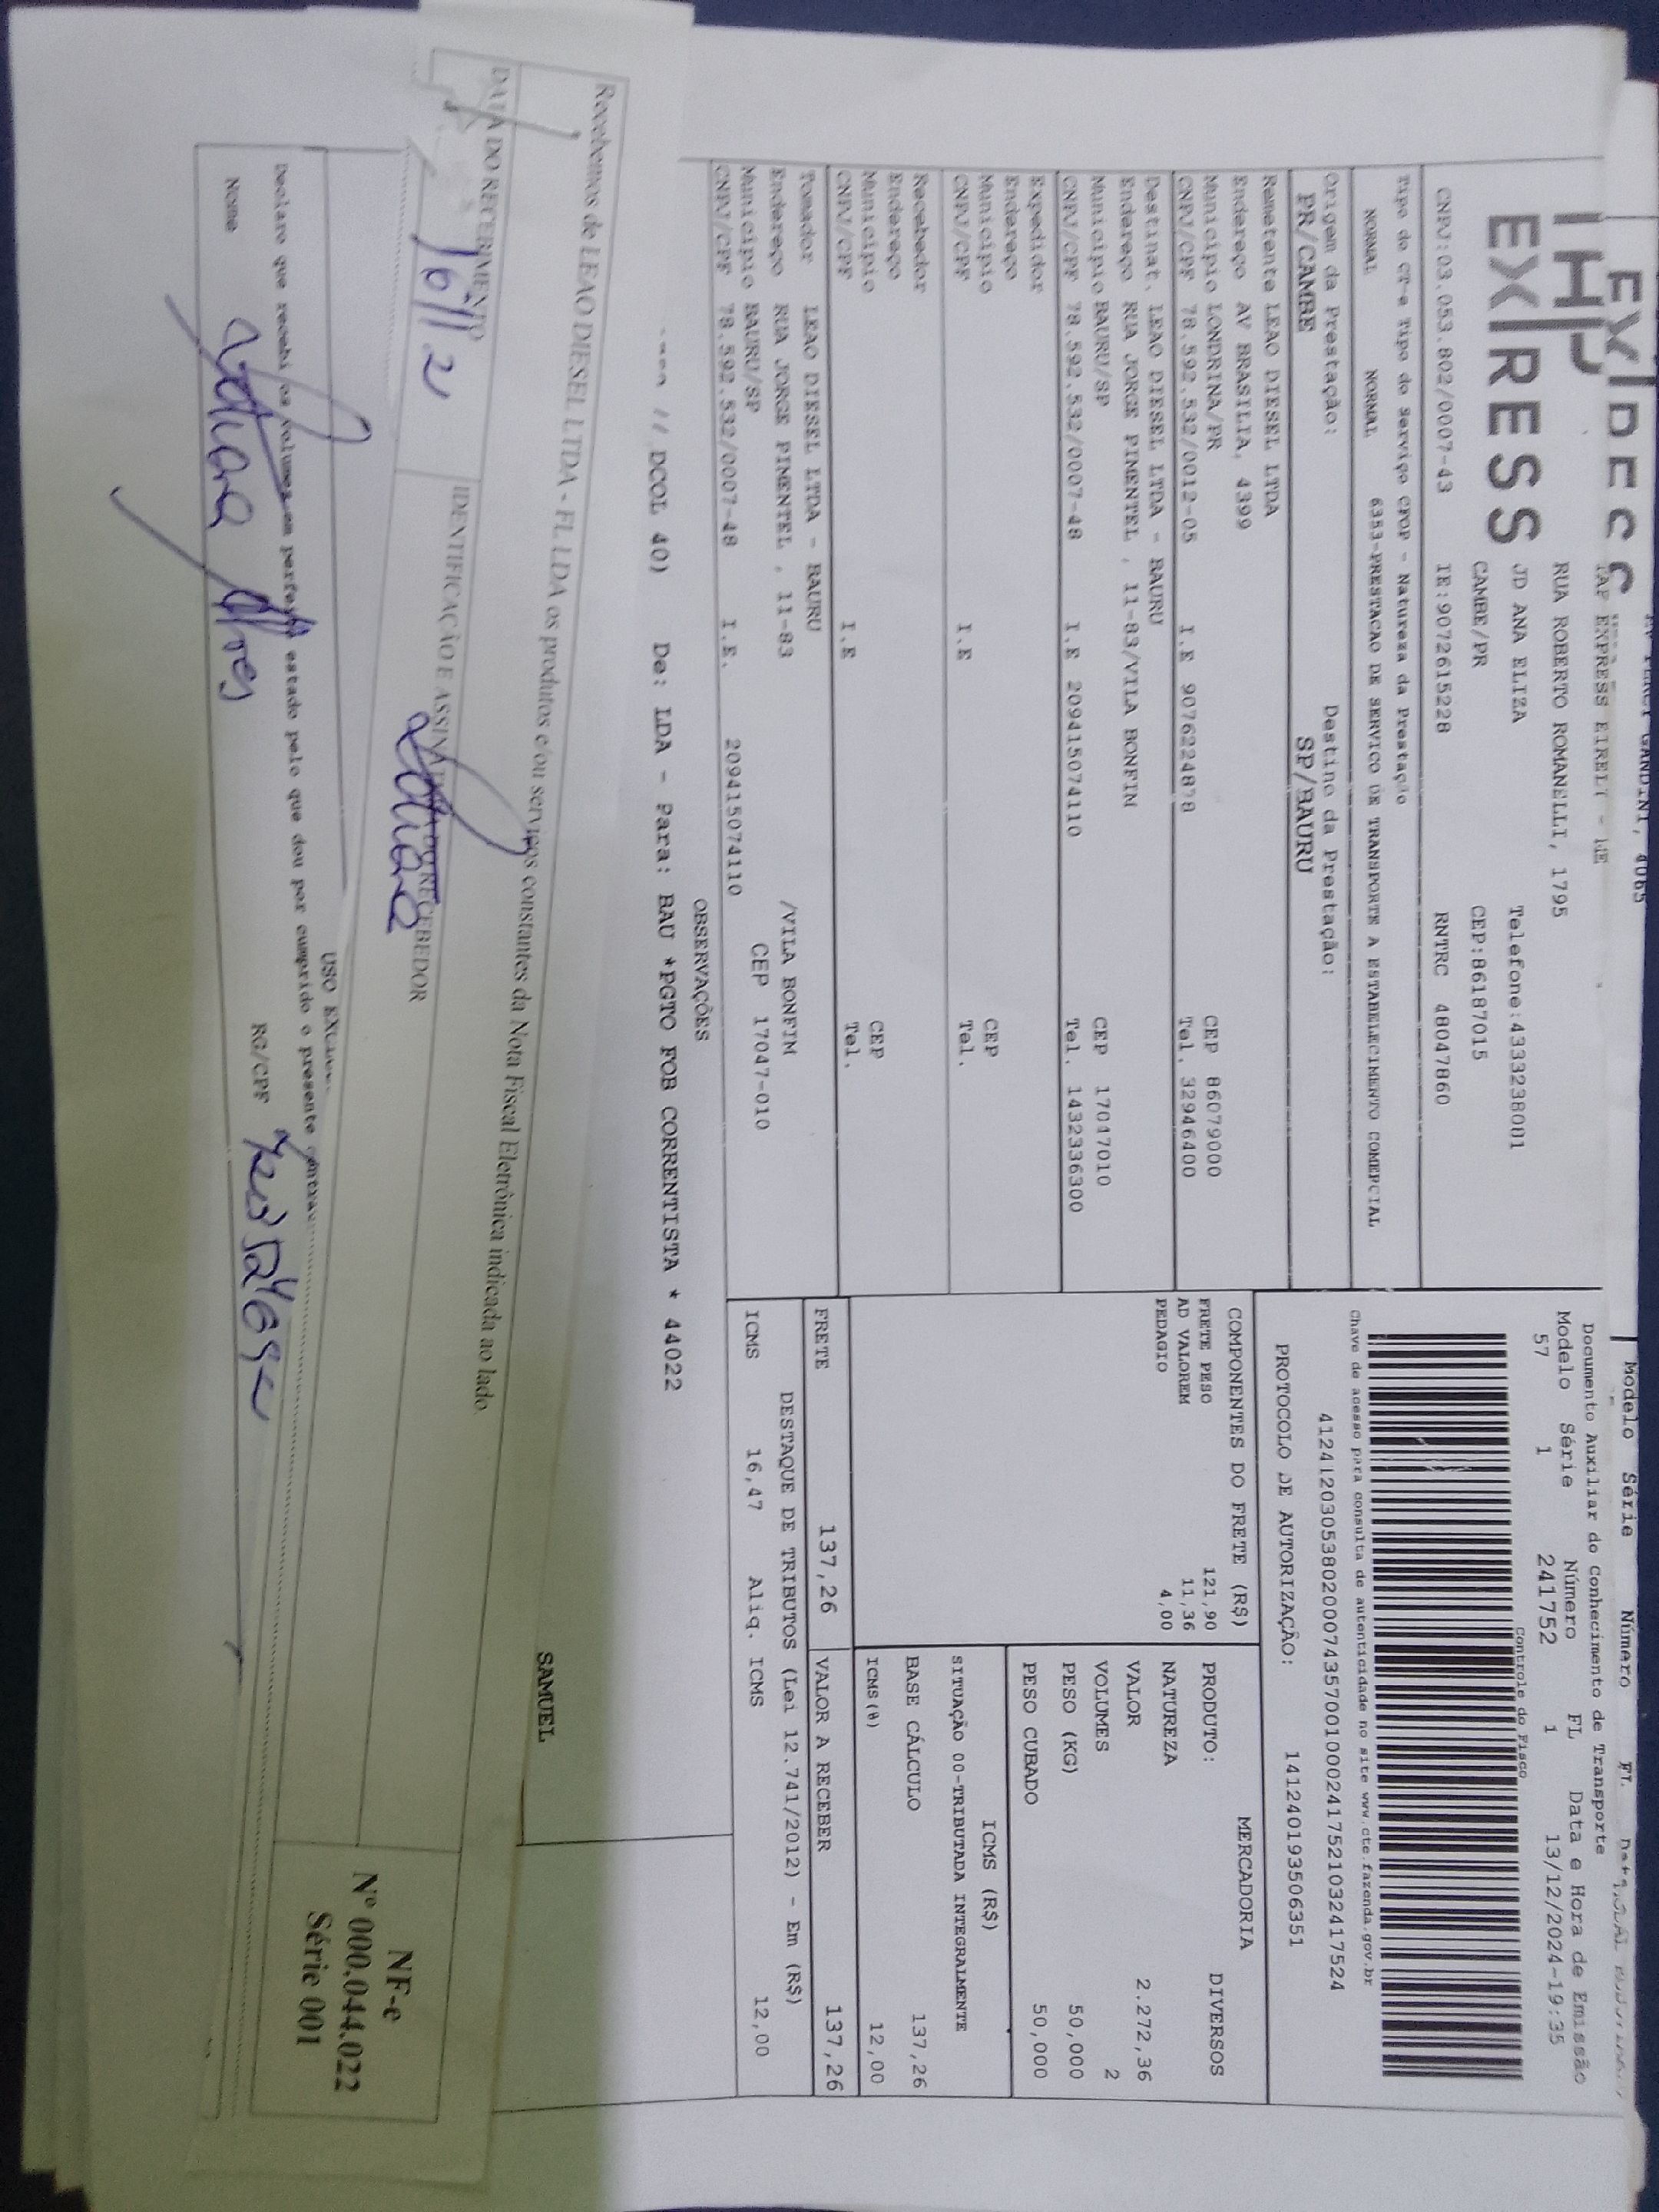 Modelo Série Número FL
EXPRESS
IAP EXPRESS EIRELI - ME
RUA ROBERTO ROMANELLI, 1795
JD ANA ELIZA Telefone:4333238001
CAMBE/PR CEP:86187015
CNPJ:03.053.802/0007-43 IE:9072615228 RNTRC 48047860
Documento Auxiliar do Conhecimento de Transporte
Modelo Série Número FL Data e Hora de Emissão
57 1 241752 1 13/12/2024-19:35
Controle do Fisco
Chave de acesso para consulta de autenticidade no site www.cte.fazenda.gov.br
PROTOCOLO DE AUTORIZAÇÃO: 141240193506351
Tipo do CT-e Tipo do Serviço CFOP - Natureza da Prestação
NORMAL NORMAL 6353-PRESTACAO DE SERVICO DE TRANSPORTE A ESTABELECIMENTO COMERCIAL
Origem da Prestação: Destino da Prestação:
PR/CAMBE SP/BAURU
Remetente LEAO DIESEL LTDA
Endereço AV BRASILIA, 4399
Município LONDRINA/PR CEP 86079000
CNPJ/CPF 78.592.532/0012-05 I.E 9076224878 Tel. 32946400
Destinat. LEAO DIESEL LTDA - BAURU
Endereço RUA JORGE PIMENTEL , 11-83/VILA BONFIM
Município BAURU/SP CEP 17047010
CNPJ/CPF 78.592.532/0007-48 I.E 209415074110 Tel. 1432336300
Expedidor
Endereço
Município CEP
CNPJ/CPF I.E Tel.
Recebedor
Endereço
Município CEP
CNPJ/CPF I.E Tel.
Tomador LEAO DIESEL LTDA - BAURU
Endereço RUA JORGE PIMENTEL , 11-83 /VILA BONFIM
Município BAURU/SP CEP 17047-010
CNPJ/CPF 78.592.532/0007-48 I.E. 209415074110
COMPONENTES DO FRETE (R$)
FRETE PESO 121,90
AD VALOREM 11,36
PEDAGIO 4,00
MERCADORIA
PRODUTO: DIVERSOS
NATUREZA
VALOR 2.272,36
VOLUMES 2
PESO (KG) 50,000
PESO CUBADO 50,000
ICMS (R$)
SITUAÇÃO 00-TRIBUTADA INTEGRALMENTE
BASE CÁLCULO 137,26
ICMS(%) 12,00
FRETE 137,26 VALOR A RECEBER 137,26
DESTAQUE DE TRIBUTOS (Lei 12.741/2012) - Em (R$)
ICMS 16,47 Aliq. ICMS 12,00
OBSERVAÇÕES
DCOL 40) De: LDA - Para: BAU *PGTO FOB CORRENTISTA * 44022
SAMUEL
Recebemos de LEAO DIESEL LTDA - FL LDA os produtos e/ou serviços constantes da Nota Fiscal Eletrônica indicada ao lado.
DATA DO RECEBIMENTO IDENTIFICAÇÃO E ASSINATURA DO RECEBEDOR
NF-e
Nº 000.044.022
Série 001
USO
Declaro que recebi os volumes em perfeito estado pelo que dou por cumprido o presente
Nome RG/CPF